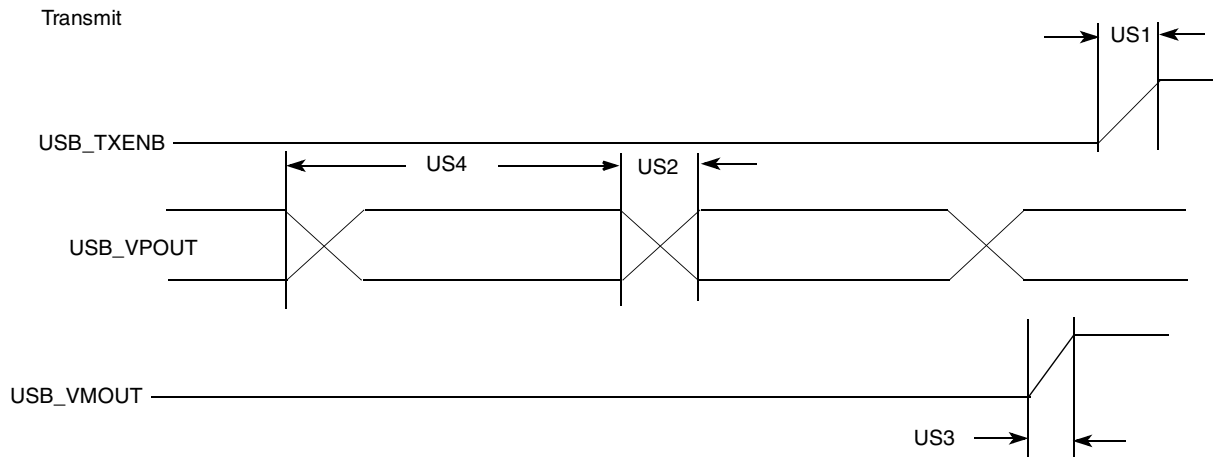 Transmit
US1
USB_TXENB
US4
US2
USB_VPOUT
USB_VMOUT
US3